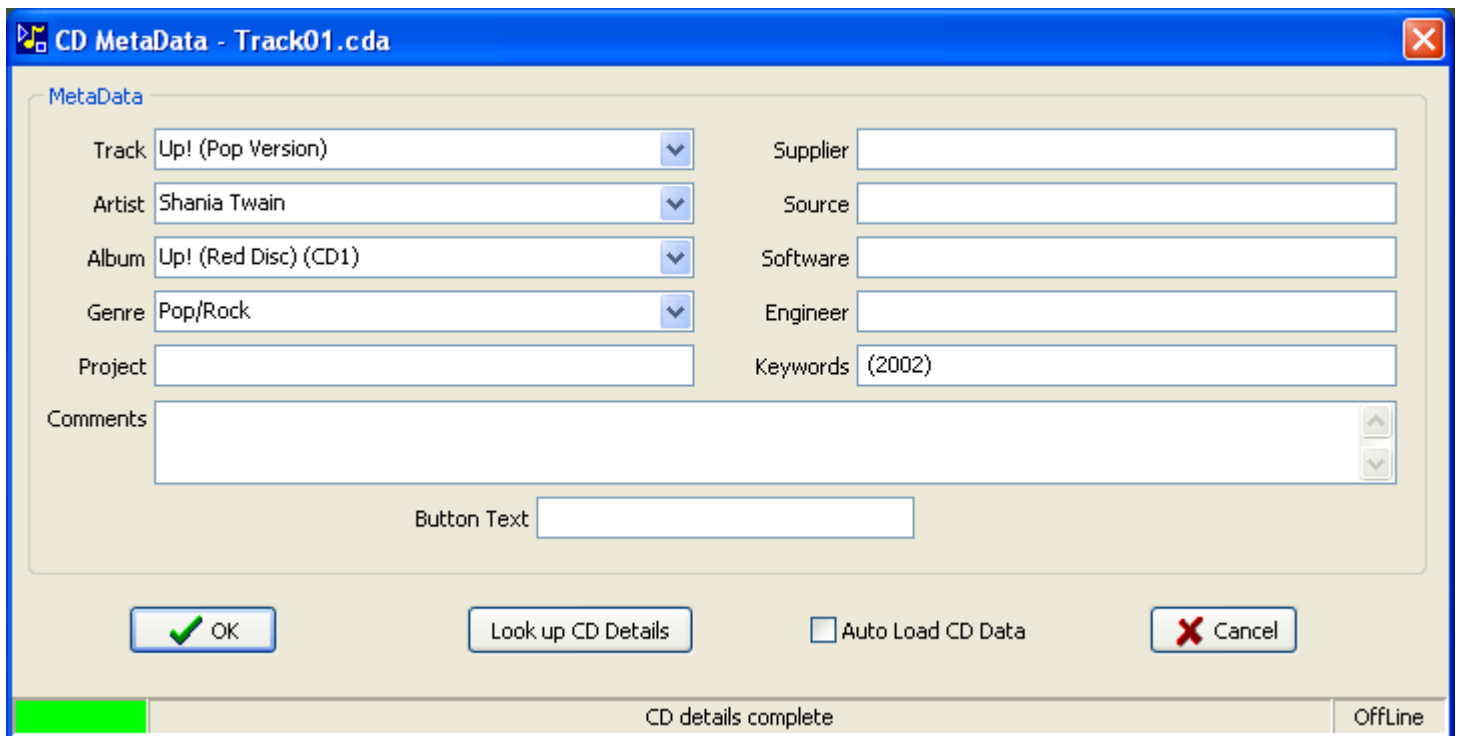 CD MetaData - Track01.cda
MetaData
Track Up! (Pop Version)
Supplier
Artist Shania Twain
Source
Album Up! (Red Disc) (CD1)
Software
Genre Pop/Rock
Engineer
Project
Keywords (2002)
Comments
Button Text
OK
Look up CD Details
Auto Load CD Data
Cancel
CD details complete
OffLine